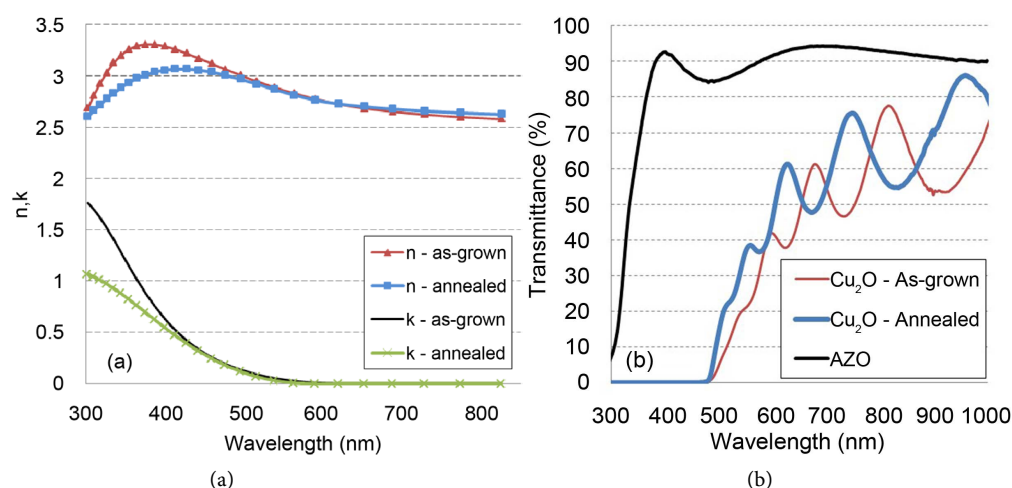 3.5
3
2.5
2
1.5
1
0.5
0
n,k
300 400 500 600 700 800
Wavelength (nm)
n - as-grown
n - annealed
k - as-grown
k - annealed
(a)
(a)
100
90
80
70
60
50
40
30
20
10
0
Transmittance (%)
300 400 500 600 700 800 900 1000
Wavelength (nm)
Cu₂O - As-grown
Cu₂O - Annealed
AZO
(b)
(b)